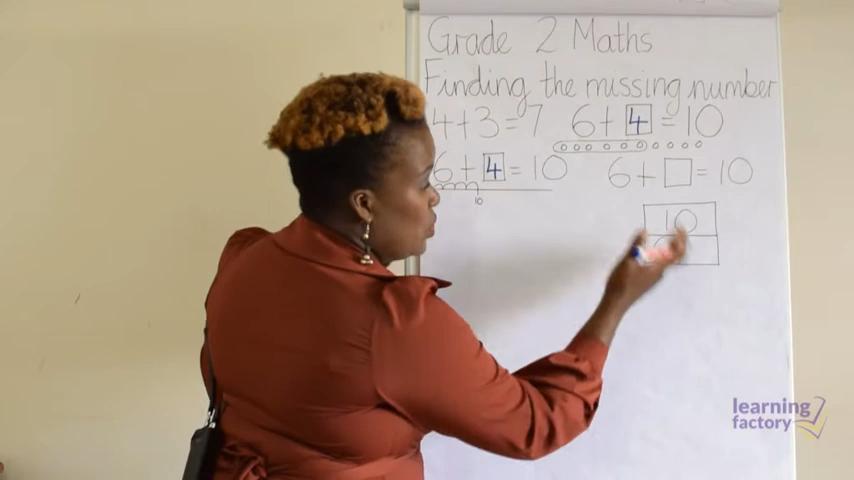 Grade 2 Maths
Finding the missing number
4+3=7 6+4=10
6+4=10 6+□=10
10
10
learning
factory